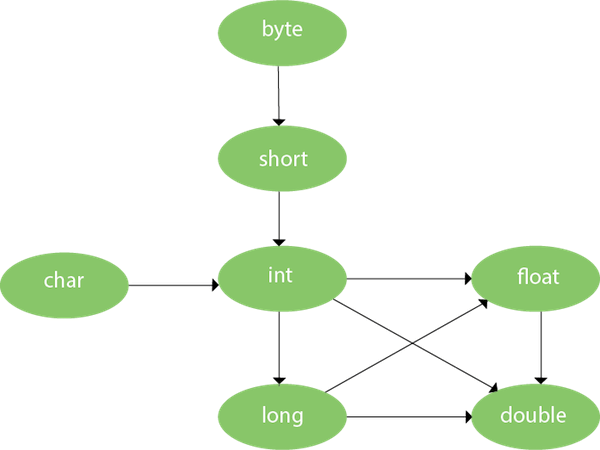 byte
short
char
int
float
long
double